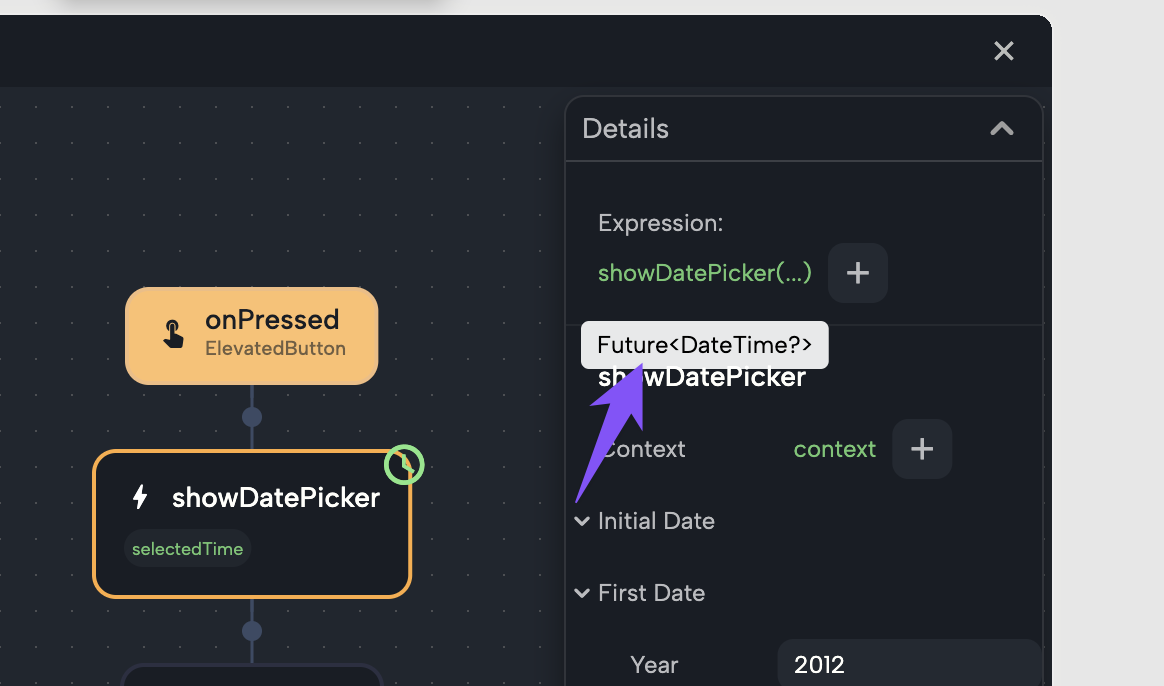 Details
Expression:
showDatePicker(...)
onPressed
ElevatedButton
Future<DateTime?>
showDatePicker
Context
context
showDatePicker
selectedTime
Initial Date
First Date
Year
2012